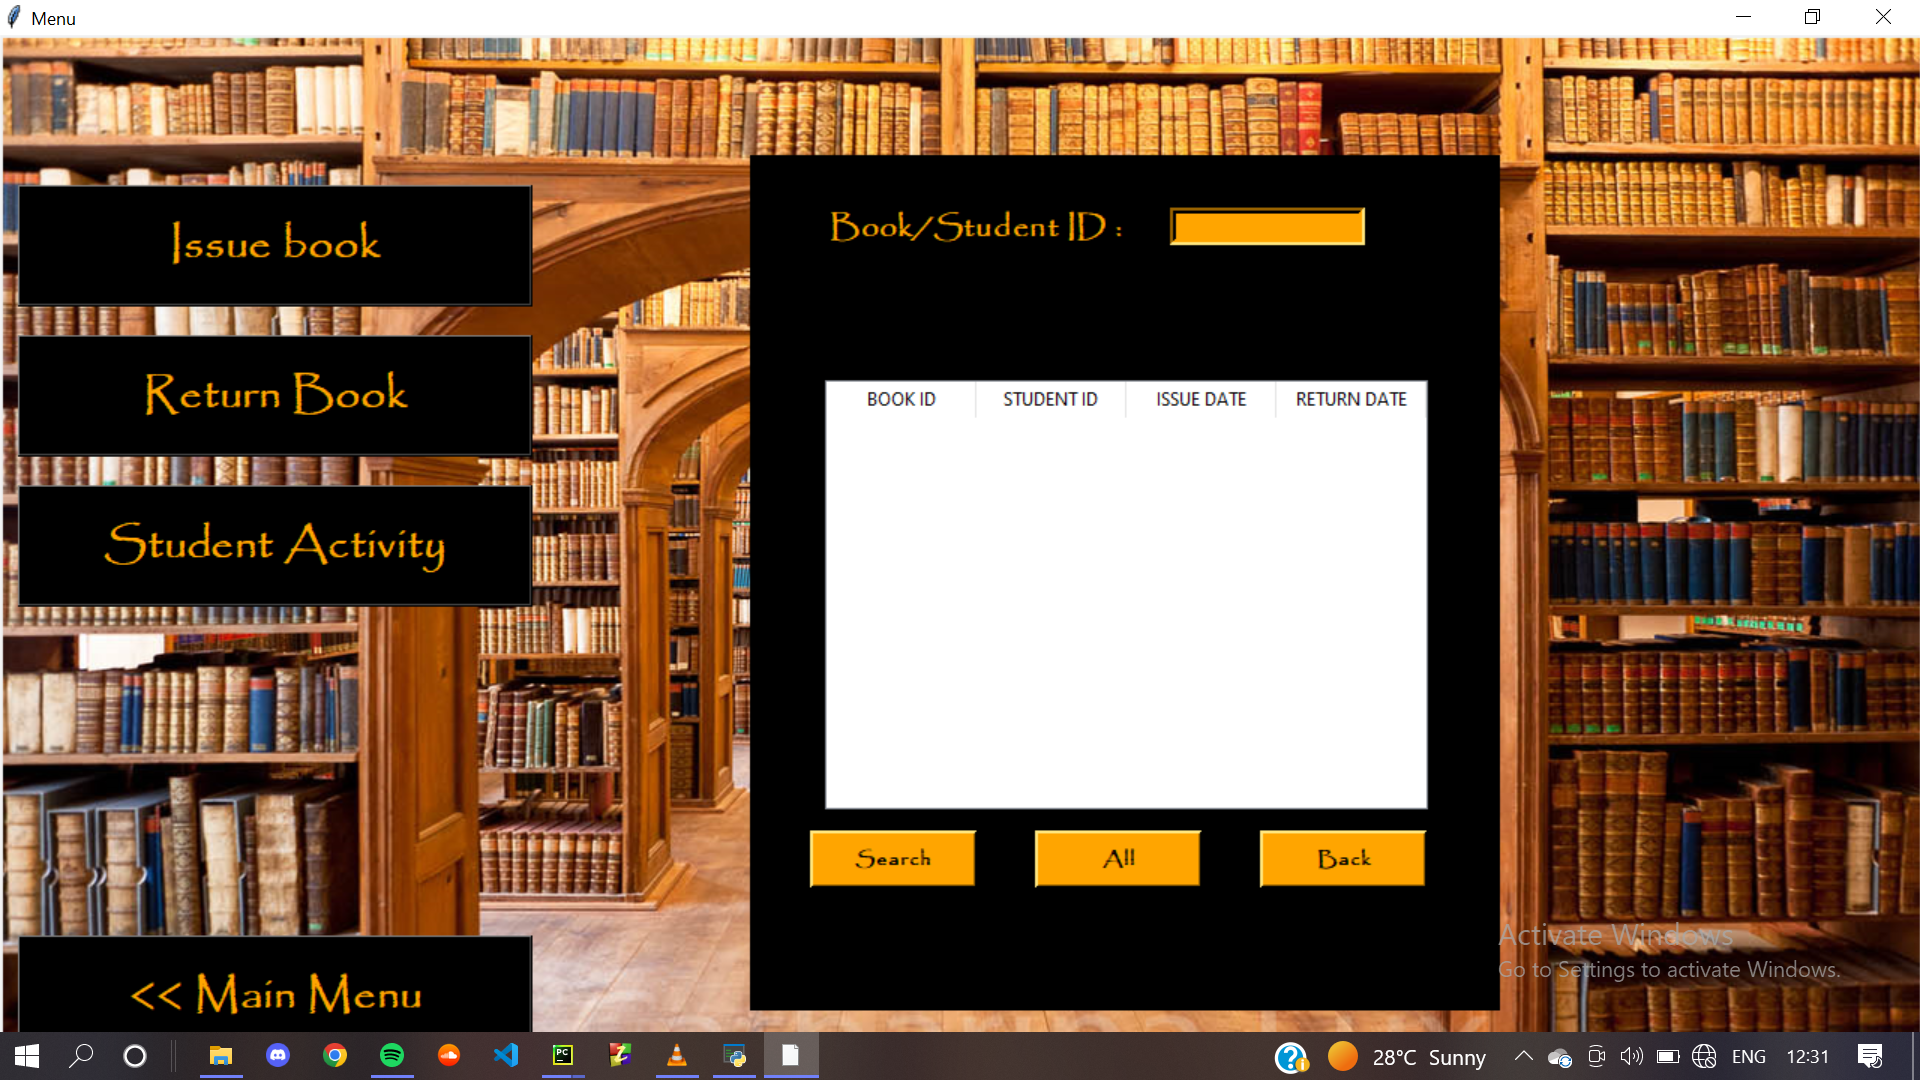 Menu
Issue book
Return Book
Student Activity
<< Main Menu
Book/Student ID :
BOOK ID STUDENT ID ISSUE DATE RETURN DATE
Search All Back
Activate Windows
Go to Settings to activate Windows.
PC
28°C Sunny
ENG
12:31